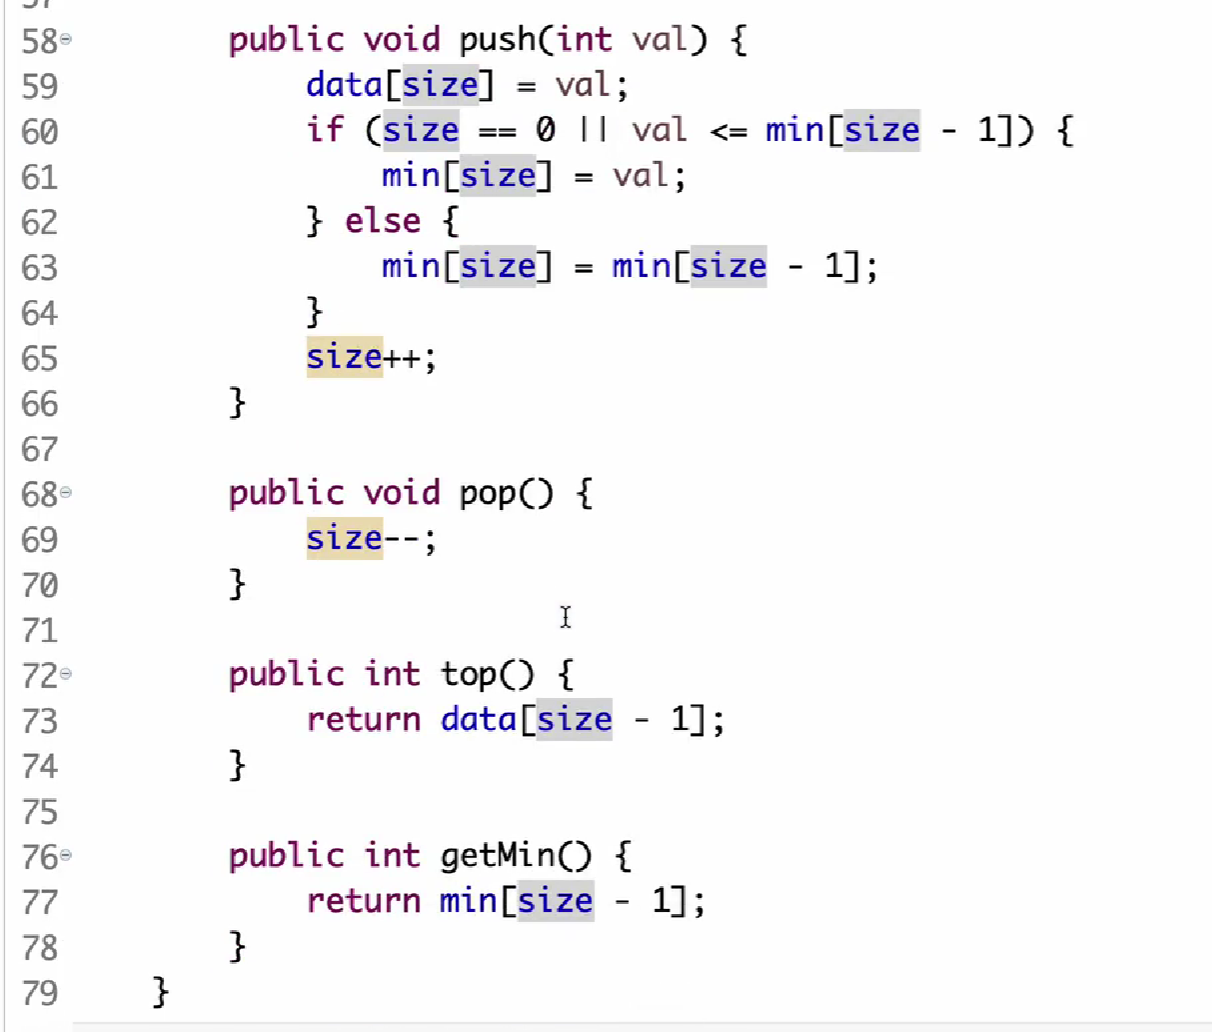 58 public void push(int val) {
59 data[size] = val;
60 if (size == 0 || val <= min[size - 1]) {
61 min[size] = val;
62 } else {
63 min[size] = min[size - 1];
64 }
65 size++;
66 }
67
68 public void pop() {
69 size--;
70 }
71
72 public int top() {
73 return data[size - 1];
74 }
75
76 public int getMin() {
77 return min[size - 1];
78 }
79 }